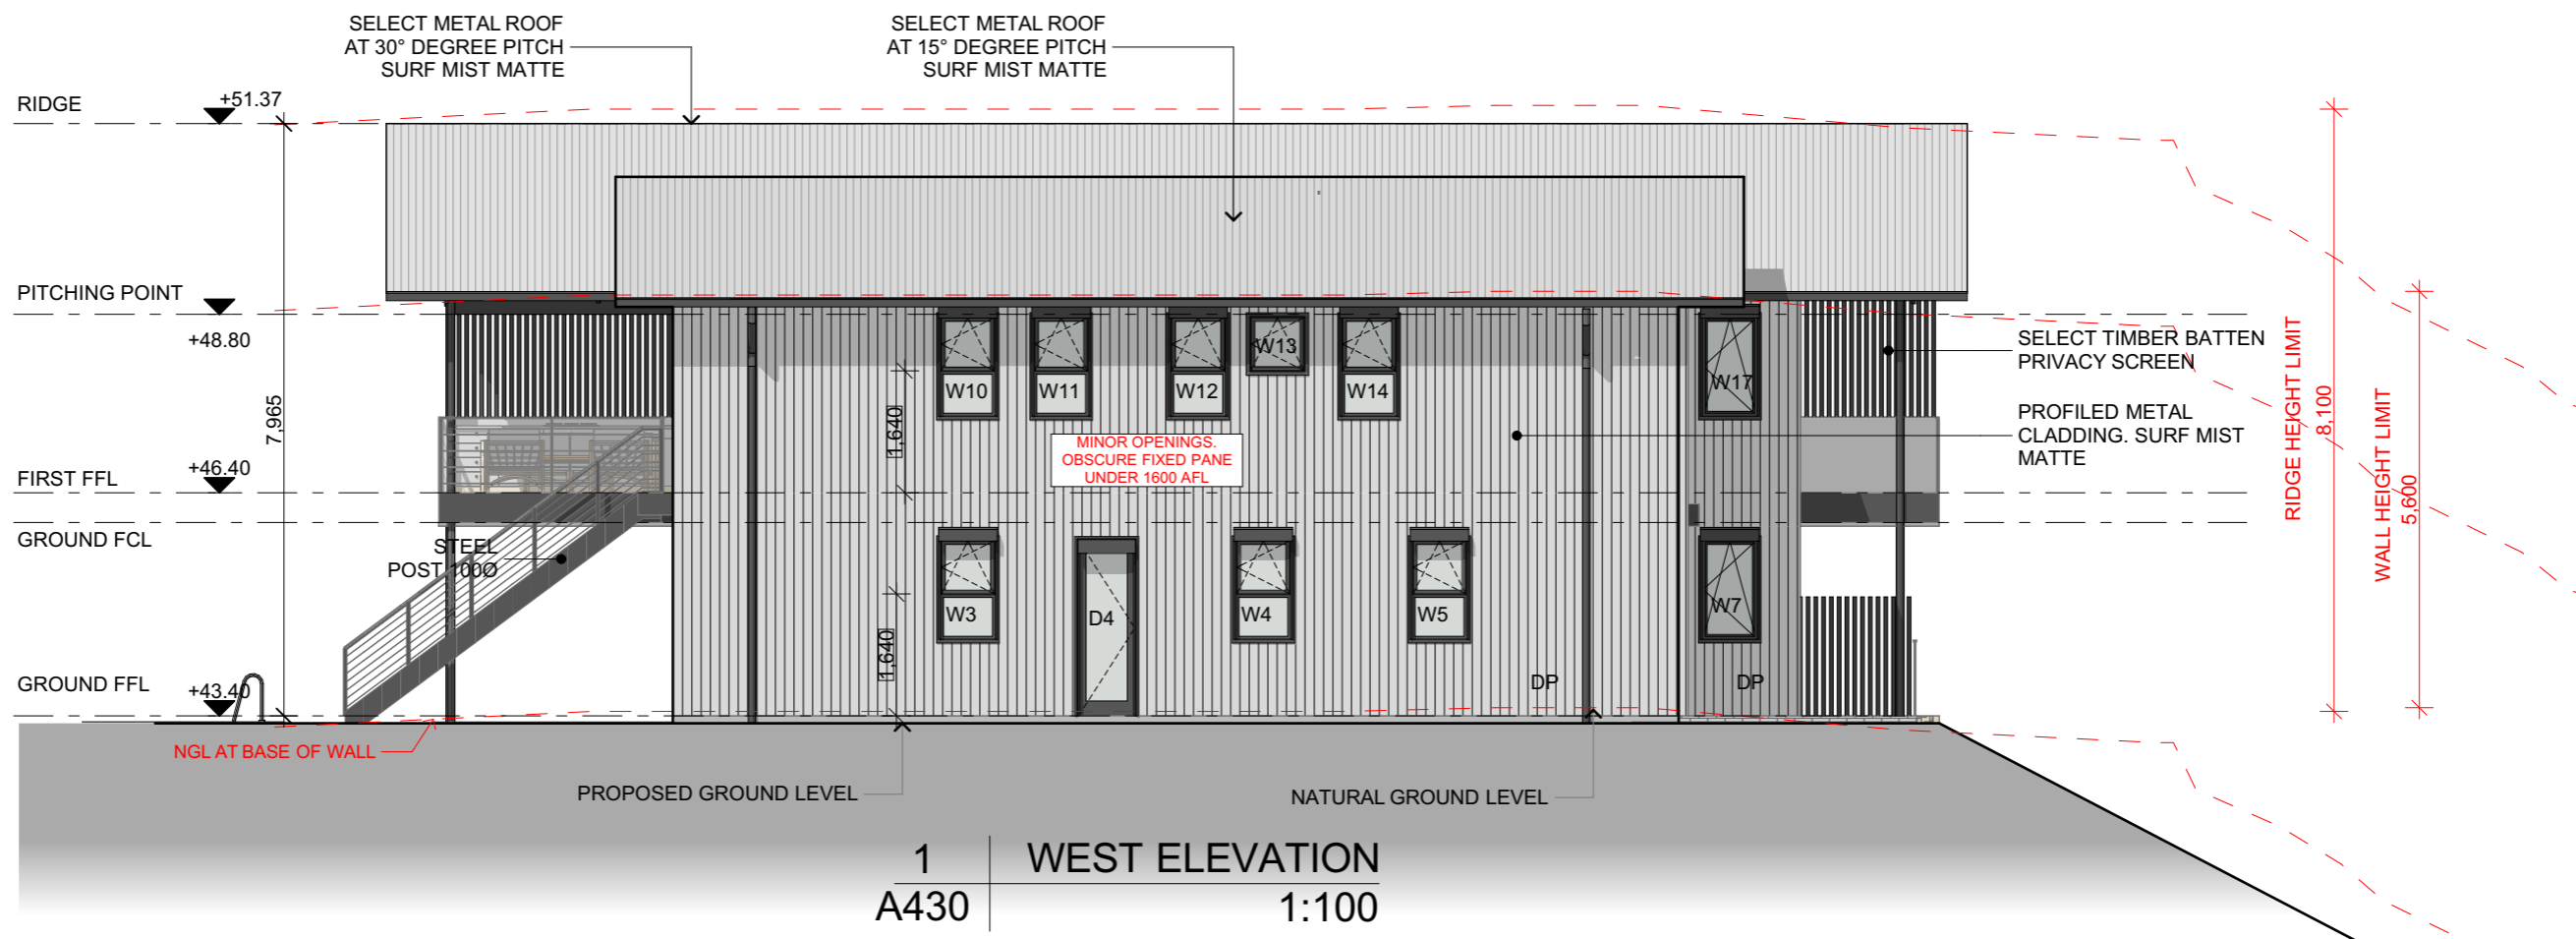 SELECT METAL ROOF
AT 30° DEGREE PITCH
SURF MIST MATTE
SELECT METAL ROOF
AT 15° DEGREE PITCH
SURF MIST MATTE
RIDGE
+51.37
PITCHING POINT
+48.80
7,965
FIRST FFL
+46.40
GROUND FCL
STEEL
POST 100Ø
GROUND FFL
+43.40
NGL AT BASE OF WALL
W10
W11
W12
W13
W14
W17
1,640
MINOR OPENINGS.
OBSCURE FIXED PANE
UNDER 1600 AFL
W3
D4
W4
W5
W7
1,640
DP
DP
SELECT TIMBER BATTEN
PRIVACY SCREEN
PROFILED METAL
CLADDING. SURF MIST
MATTE
RIDGE HEIGHT LIMIT
8,100
WALL HEIGHT LIMIT
5,600
PROPOSED GROUND LEVEL
NATURAL GROUND LEVEL
1 WEST ELEVATION
A430 1:100